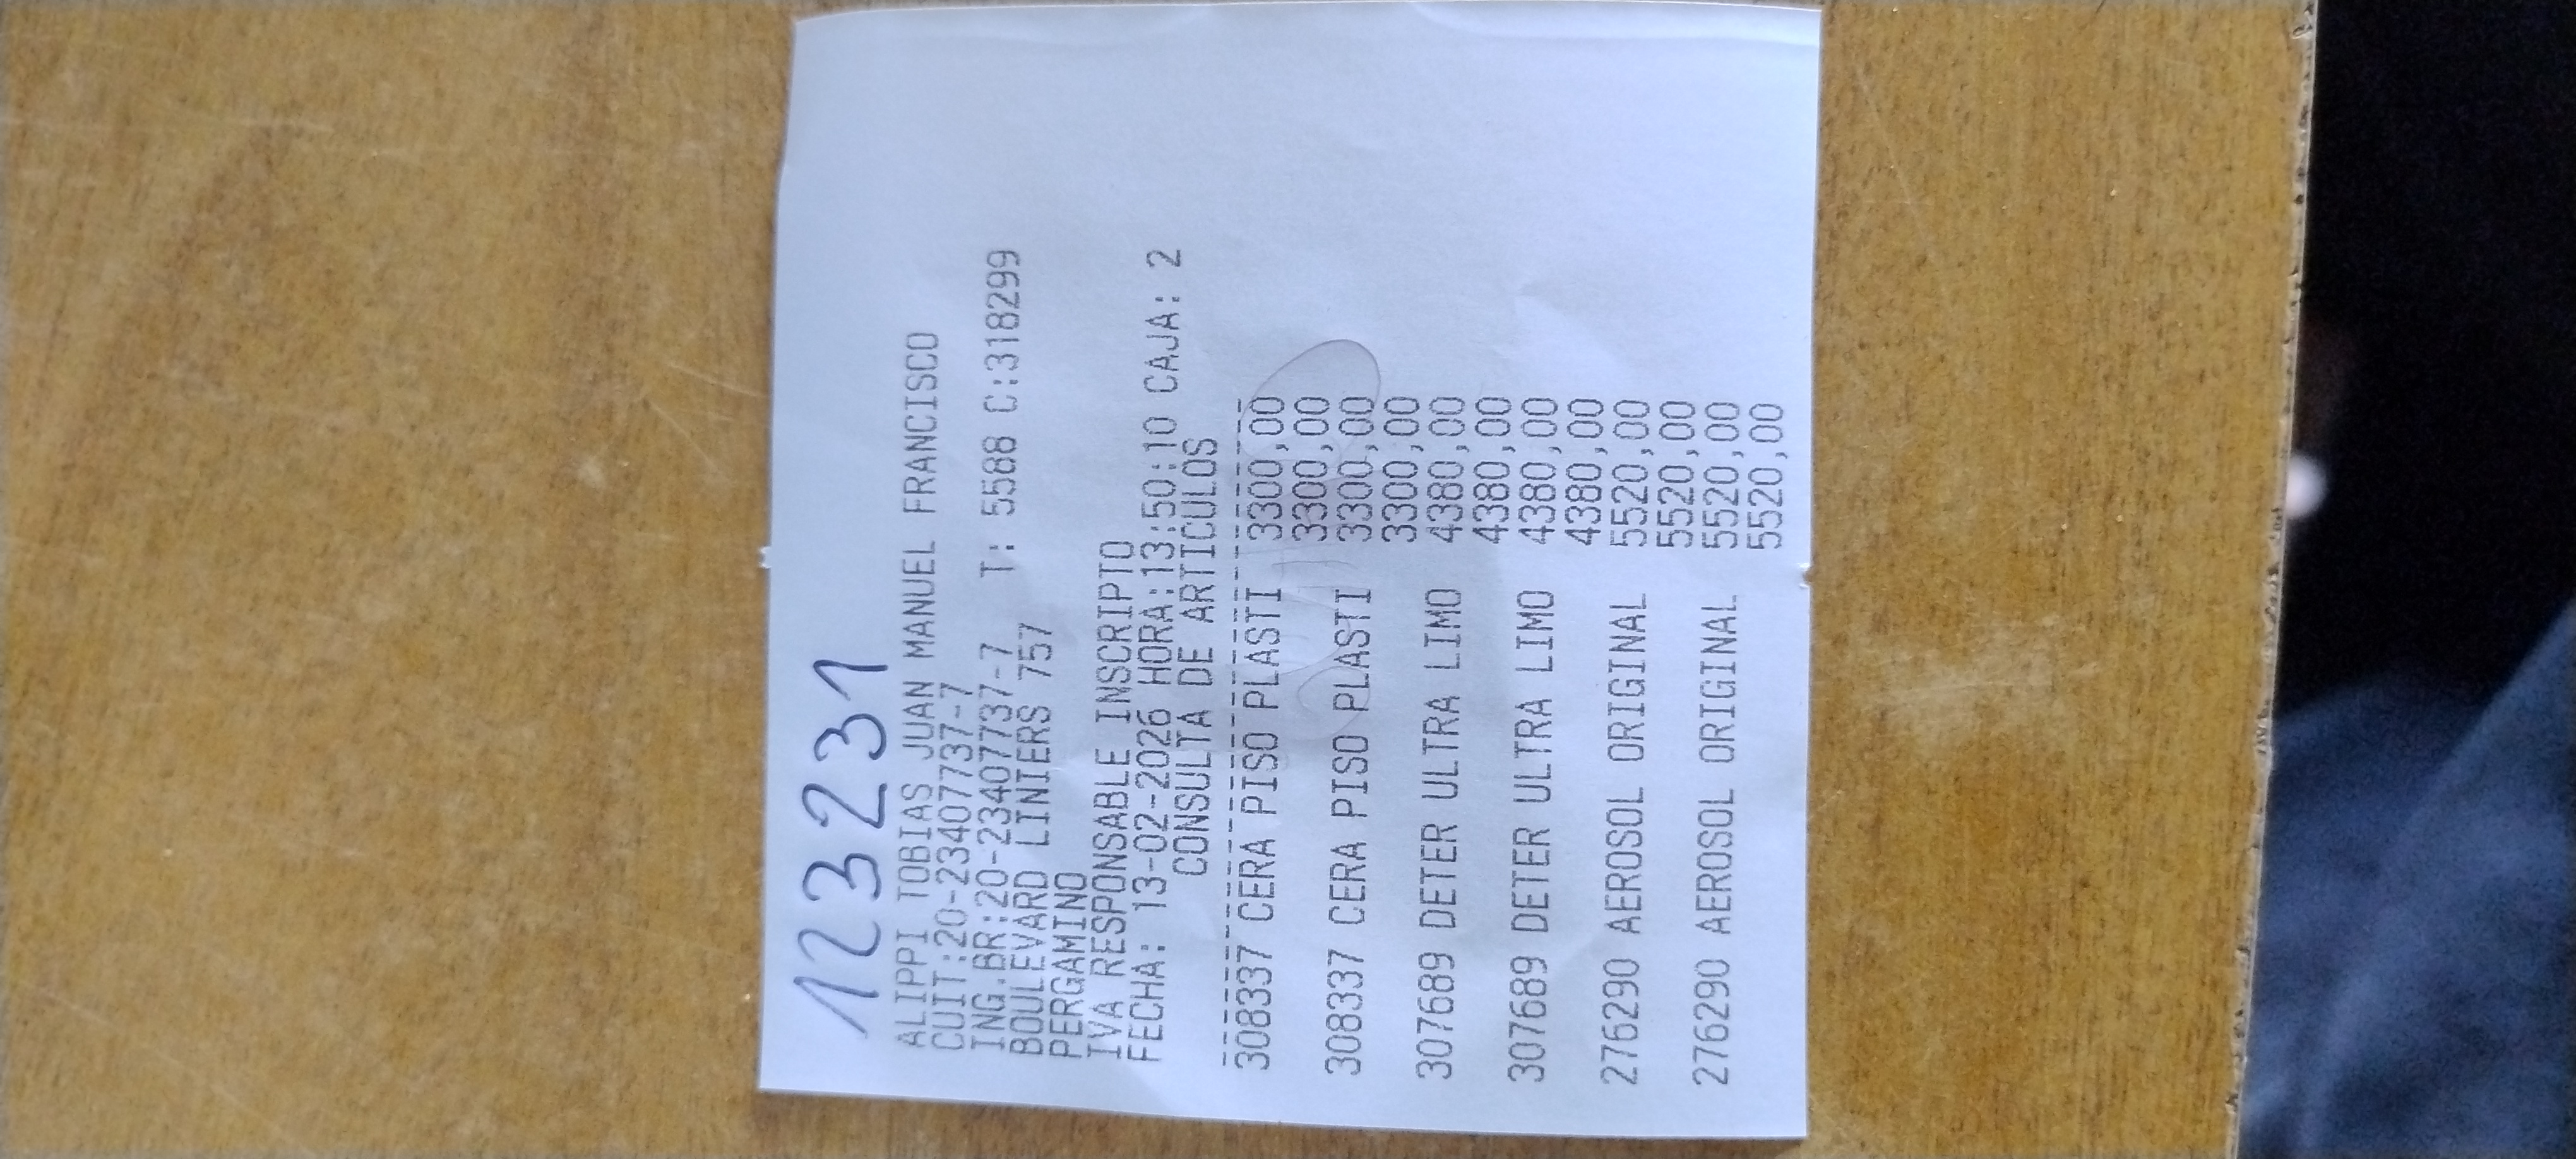 123231
ALIPPI TOBIAS JUAN MANUEL FRANCISCO
CUIT:20-23407737-7
ING.BR:20-23407737-7 T: 5588 C:318299
BOULEVARD LINIERS 757
PERGAMINO
IVA RESPONSABLE INSCRIPTO
FECHA: 13-02-2026 HORA:13:50:10 CAJA: 2
CONSULTA DE ARTICULOS
308337 CERA PISO PLASTI 3300,00
3300,00
308337 CERA PISO PLASTI 3300,00
3300,00
307689 DETER ULTRA LIMO 4380,00
4380,00
307689 DETER ULTRA LIMO 4380,00
4380,00
276290 AEROSOL ORIGINAL 5520,00
5520,00
276290 AEROSOL ORIGINAL 5520,00
5520,00